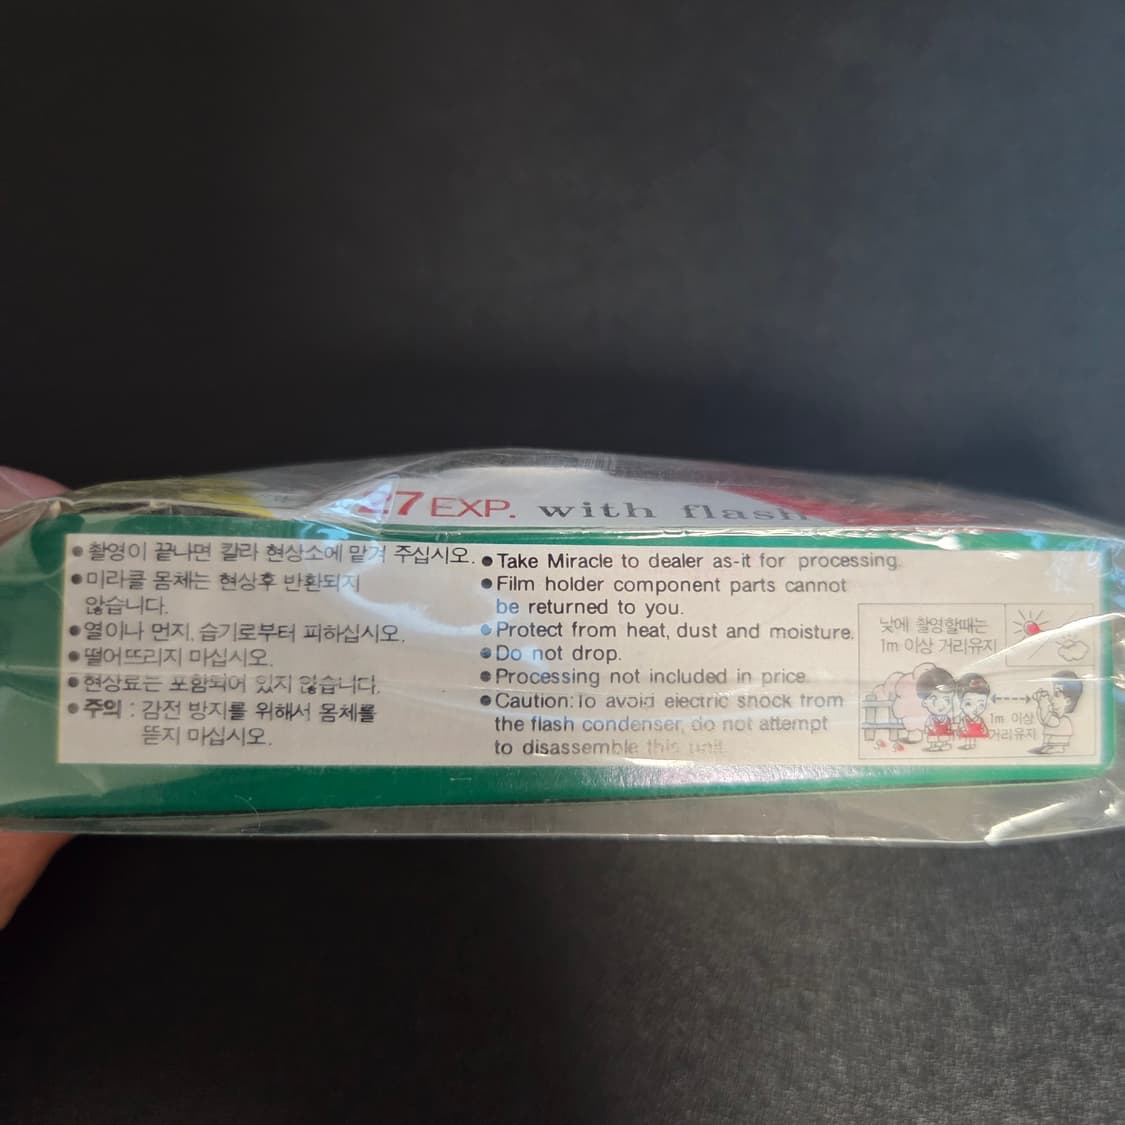 27 EXP. with flash
● 촬영이 끝나면 칼라 현상소에 맡겨 주십시오.
● 미라클 몸체는 현상후 반환되지
않습니다.
● 열이나 먼지, 습기로부터 피하십시오.
● 떨어뜨리지 마십시오.
● 현상료는 포함되어 있지 않습니다.
● 주의 : 감전 방지를 위해서 몸체를
뜯지 마십시오.
● Take Miracle to dealer as-it for processing.
● Film holder component parts cannot
be returned to you.
● Protect from heat, dust and moisture.
● Do not drop.
● Processing not included in price.
● Caution: To avoid electric shock from
the flash condenser, do not attempt
to disassemble this unit.
낮에 촬영할때는
1m 이상 거리유지
1m 이상
거리유지